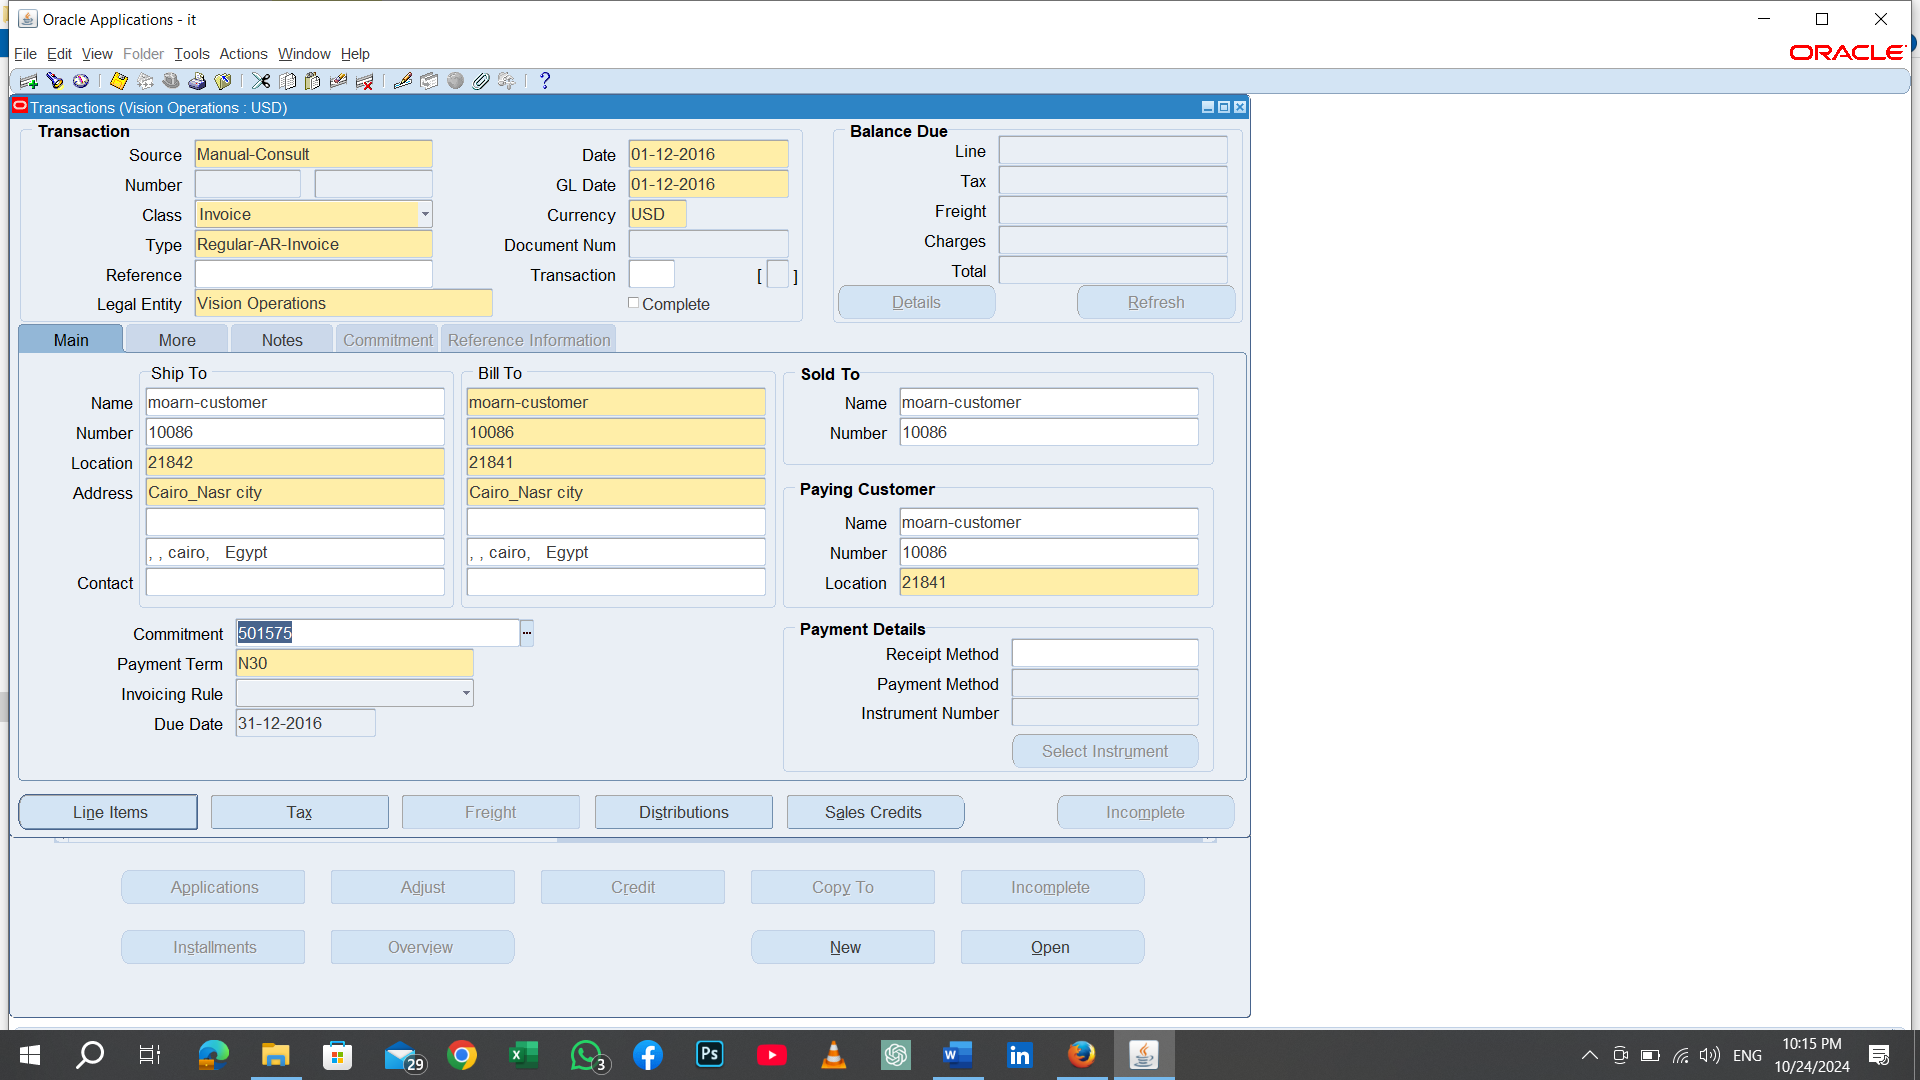 Oracle Applications - it
File Edit View Folder Tools Actions Window Help
ORACLE
Transactions (Vision Operations : USD)
Transaction
Source Manual-Consult
Number
Class Invoice
Type Regular-AR-Invoice
Reference
Legal Entity Vision Operations
Date 01-12-2016
GL Date 01-12-2016
Currency USD
Document Num
Transaction [ ]
Complete
Balance Due
Line
Tax
Freight
Charges
Total
Details Refresh
Main More Notes Commitment Reference Information
Ship To
Name moarn-customer
Number 10086
Location 21842
Address Cairo_Nasr city
, , cairo, Egypt
Contact
Bill To
moarn-customer
10086
21841
Cairo_Nasr city
, , cairo, Egypt
Sold To
Name moarn-customer
Number 10086
Paying Customer
Name moarn-customer
Number 10086
Location 21841
Commitment 501575 ...
Payment Term N30
Invoicing Rule
Due Date 31-12-2016
Payment Details
Receipt Method
Payment Method
Instrument Number
Select Instrument
Line Items Tax Freight Distributions Sales Credits Incomplete
Applications Adjust Credit Copy To Incomplete
Installments Overview New Open
29 3 Ps in ENG
10:15 PM
10/24/2024